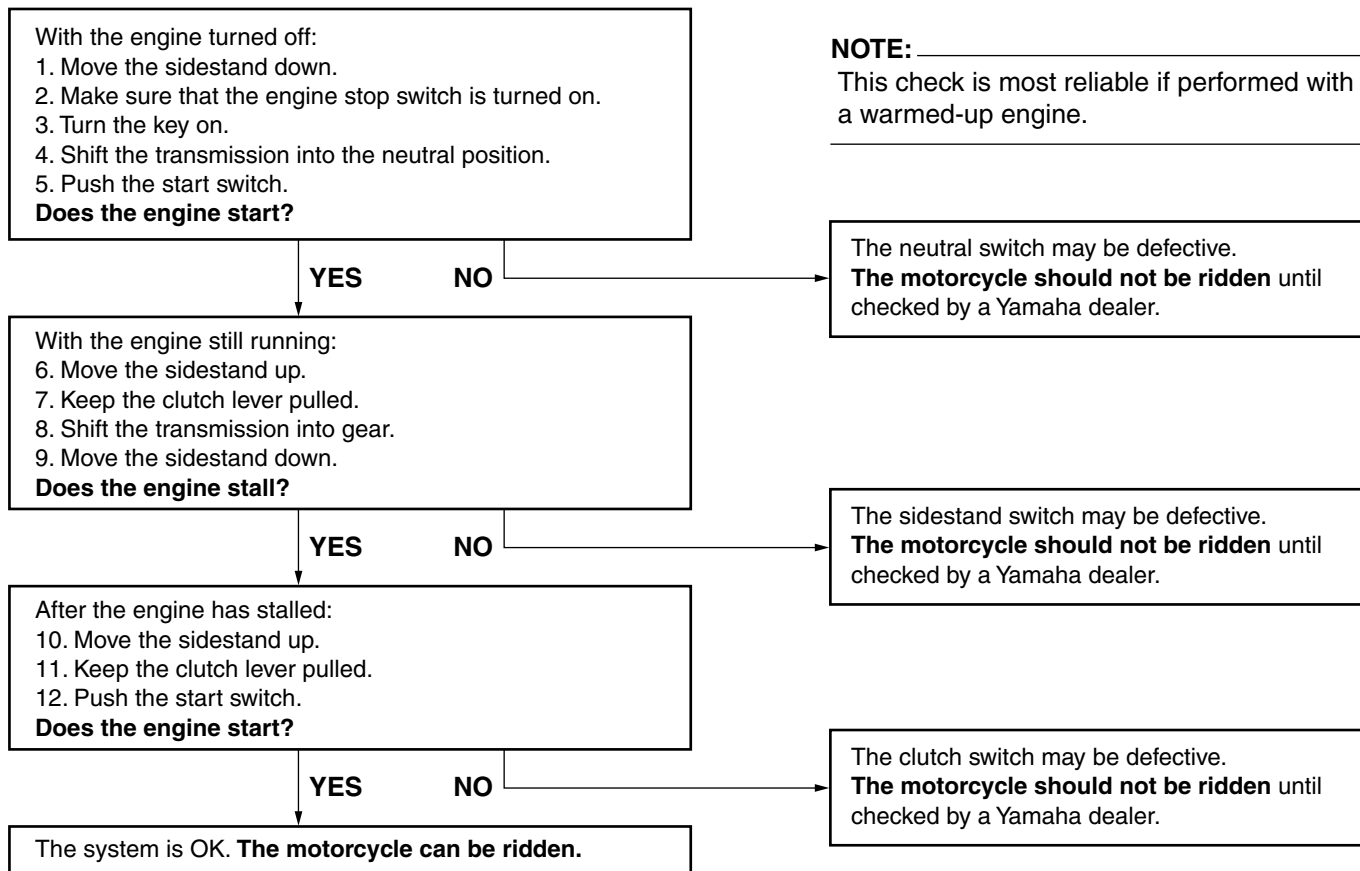 With the engine turned off:
1. Move the sidestand down.
2. Make sure that the engine stop switch is turned on.
3. Turn the key on.
4. Shift the transmission into the neutral position.
5. Push the start switch.
Does the engine start?
NOTE:
This check is most reliable if performed with
a warmed-up engine.
YES
NO
The neutral switch may be defective.
The motorcycle should not be ridden until
checked by a Yamaha dealer.
With the engine still running:
6. Move the sidestand up.
7. Keep the clutch lever pulled.
8. Shift the transmission into gear.
9. Move the sidestand down.
Does the engine stall?
YES
NO
The sidestand switch may be defective.
The motorcycle should not be ridden until
checked by a Yamaha dealer.
After the engine has stalled:
10. Move the sidestand up.
11. Keep the clutch lever pulled.
12. Push the start switch.
Does the engine start?
YES
NO
The clutch switch may be defective.
The motorcycle should not be ridden until
checked by a Yamaha dealer.
The system is OK. The motorcycle can be ridden.